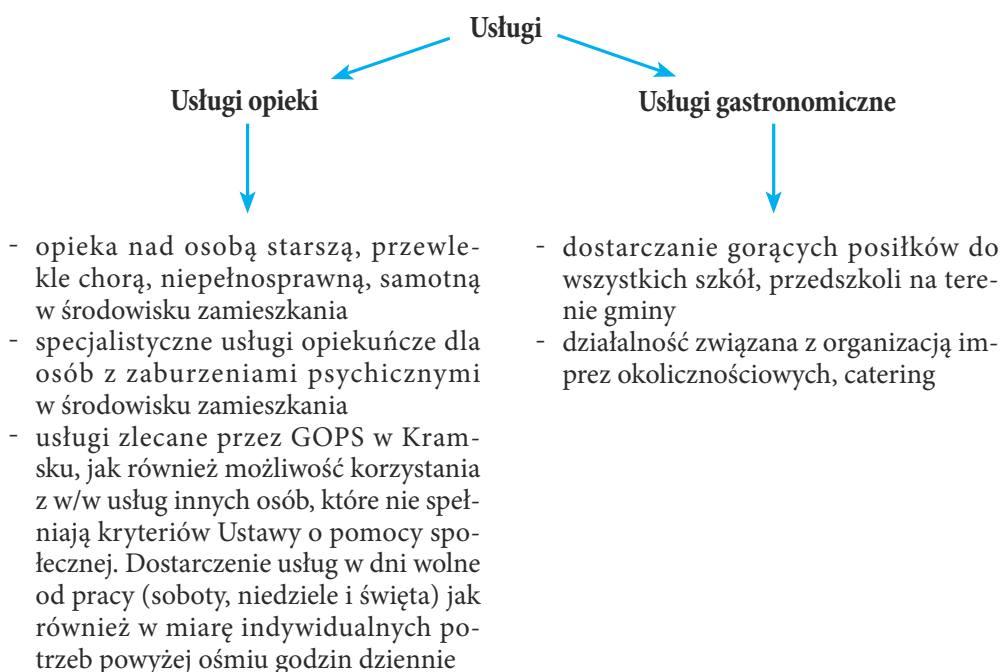 Usługi
Usługi opieki
- opieka nad osobą starszą, przewle-
kle chorą, niepełnosprawną, samotną
w środowisku zamieszkania
- specjalistyczne usługi opiekuńcze dla
osób z zaburzeniami psychicznymi
w środowisku zamieszkania
- usługi zlecane przez GOPS w Kram-
sku, jak również możliwość korzystania
z w/w usług innych osób, które nie speł-
niają kryteriów Ustawy o pomocy spo-
łecznej. Dostarczenie usług w dni wolne
od pracy (soboty, niedziele i święta) jak
również w miarę indywidualnych po-
trzeb powyżej ośmiu godzin dziennie
Usługi gastronomiczne
- dostarczanie gorących posiłków do
wszystkich szkół, przedszkoli na tere-
nie gminy
- działalność związana z organizacją im-
prez okolicznościowych, catering